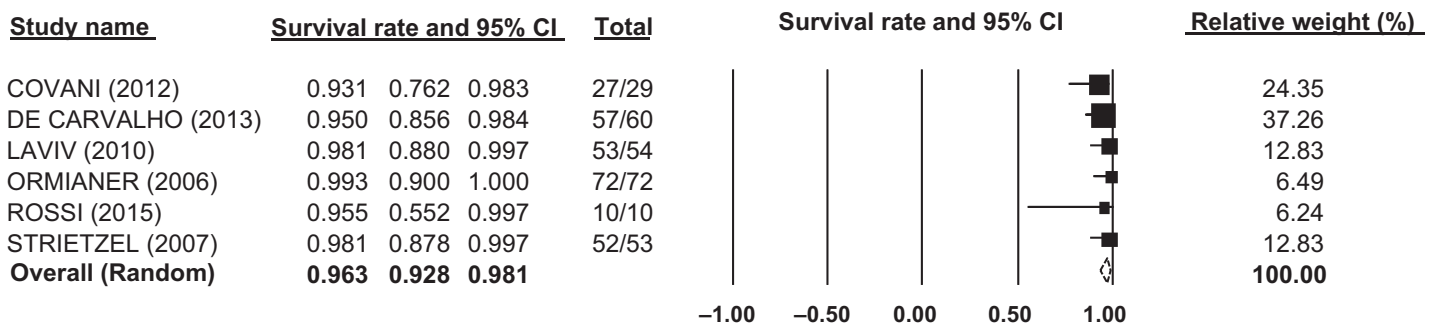 Study name Survival rate and 95% CI Total Survival rate and 95% CI Relative weight (%)
COVANI (2012) 0.931 0.762 0.983 27/29 24.35
DE CARVALHO (2013) 0.950 0.856 0.984 57/60 37.26
LAVIV (2010) 0.981 0.880 0.997 53/54 12.83
ORMIANER (2006) 0.993 0.900 1.000 72/72 6.49
ROSSI (2015) 0.955 0.552 0.997 10/10 6.24
STRIETZEL (2007) 0.981 0.878 0.997 52/53 12.83
Overall (Random) 0.963 0.928 0.981 100.00
–1.00 –0.50 0.00 0.50 1.00